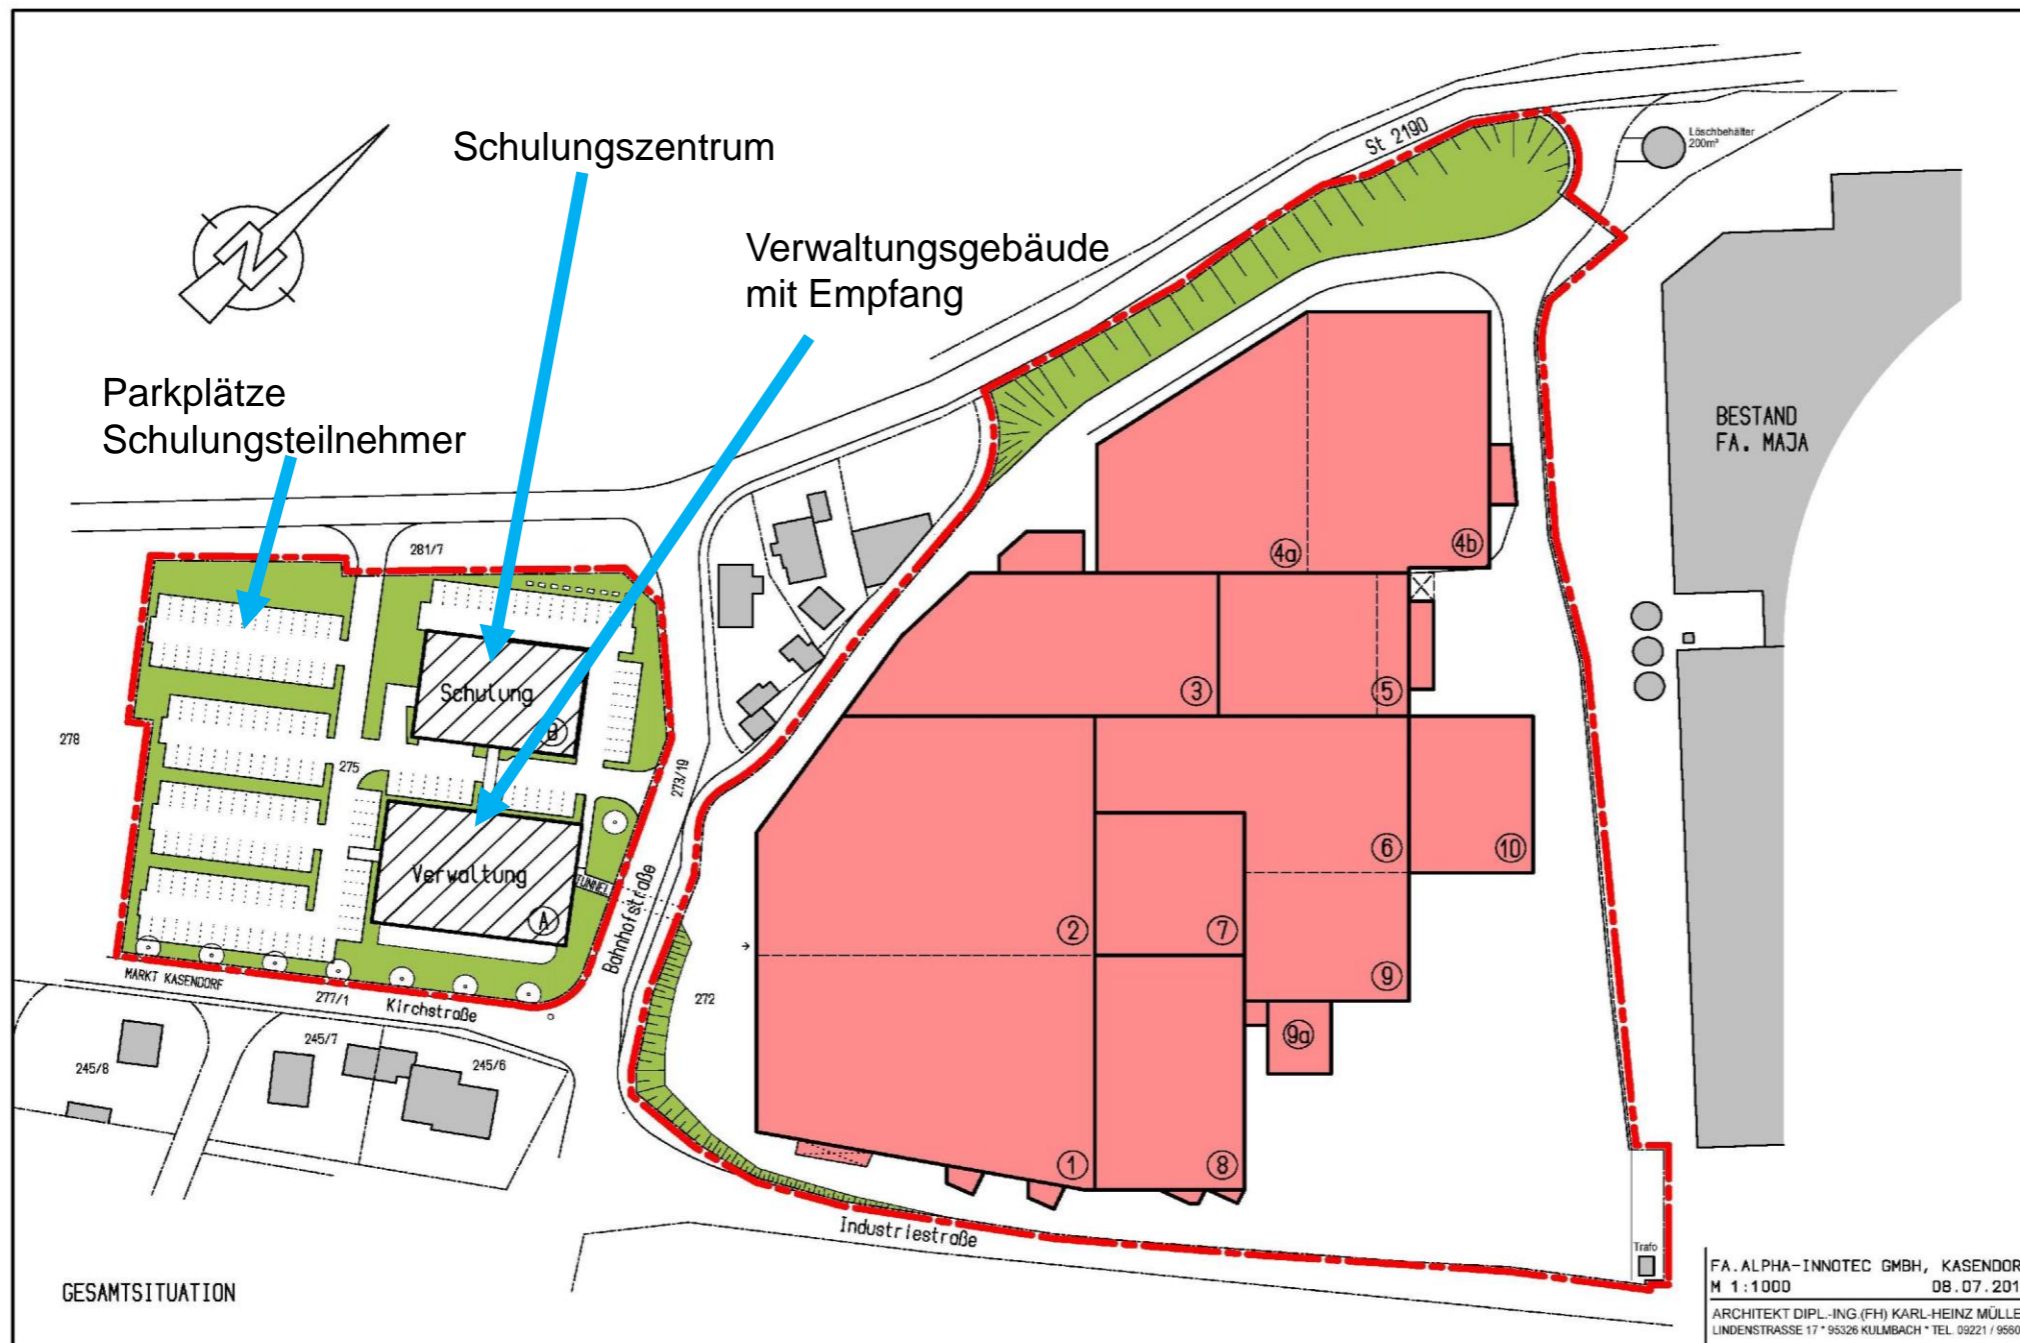 Schulungszentrum
Verwaltungsgebäude
mit Empfang
Parkplätze
Schulungsteilnehmer
N
St 2190
Löschbehälter
200m³
BESTAND
FA. MAJA
281/7
278
275
Schulung
B
Verwaltung
A
TUNNEL
273/19
Bahnhofstraße
272
MARKT KASENDORF
277/1
Kirchstraße
245/8
245/7
245/6
4a
4b
3
5
2
7
6
10
9
9a
1
8
Industriestraße
Trafo
GESAMTSITUATION
FA.ALPHA-INNOTEC GMBH, KASENDOR
M 1:1000 08.07.201
ARCHITEKT DIPL.-ING.(FH) KARL-HEINZ MÜLLE
LINDENSTRASSE 17 * 95326 KULMBACH * TEL. 09221 / 9560